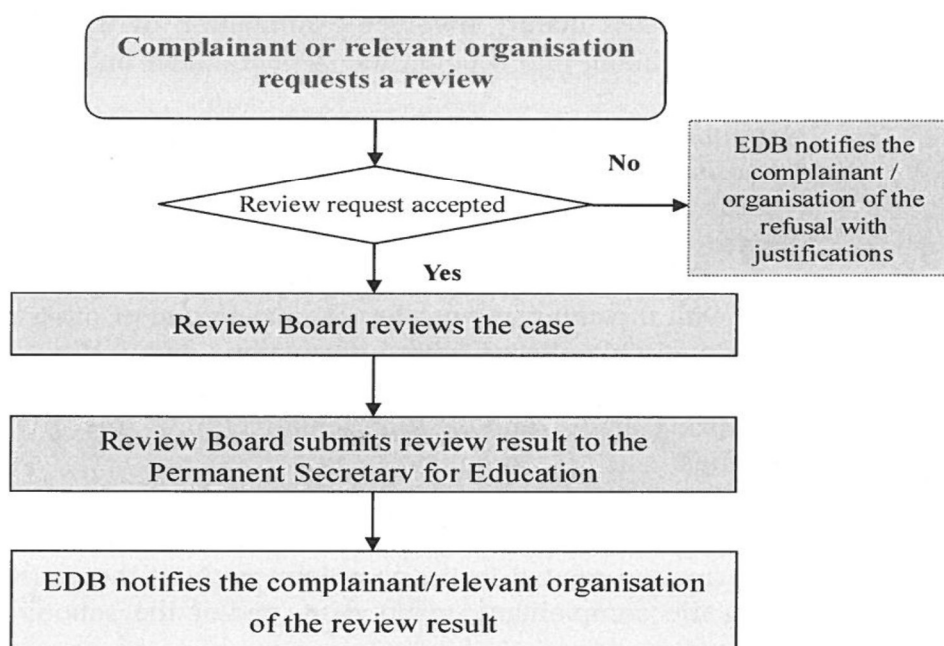 Complainant or relevant organisation
requests a review
No
EDB notifies the
complainant /
organisation of the
refusal with
justifications
Review request accepted
Yes
Review Board reviews the case
Review Board submits review result to the
Permanent Secretary for Education
EDB notifies the complainant/relevant organisation
of the review result